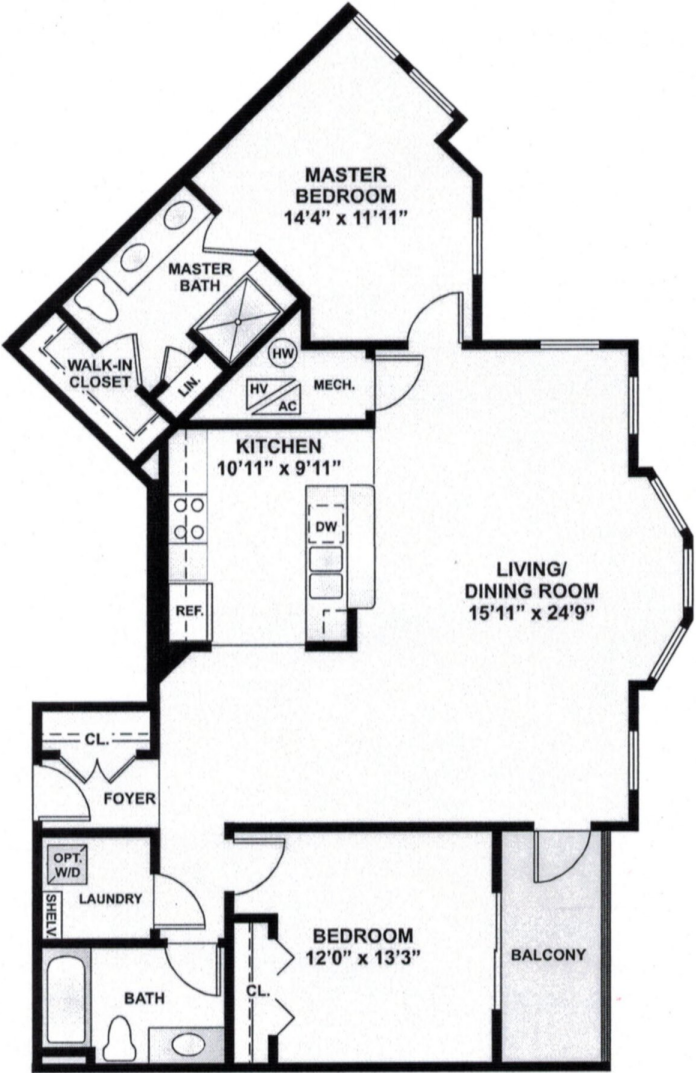 MASTER
BEDROOM
14'4" x 11'11"
MASTER
BATH
WALK-IN
CLOSET
LIN.
HW
HV
AC
MECH.
KITCHEN
10'11" x 9'11"
DW
REF.
LIVING/
DINING ROOM
15'11" x 24'9"
CL.
FOYER
OPT.
W/D
LAUNDRY
SHELV.
BEDROOM
12'0" x 13'3"
BALCONY
CL.
BATH